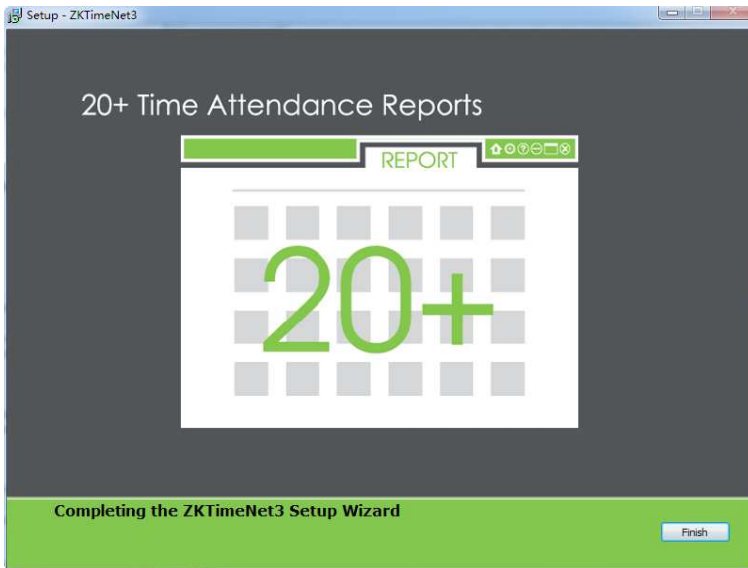 Setup - ZKTimeNet3
20+ Time Attendance Reports
REPORT
20+
Completing the ZKTimeNet3 Setup Wizard
Finish